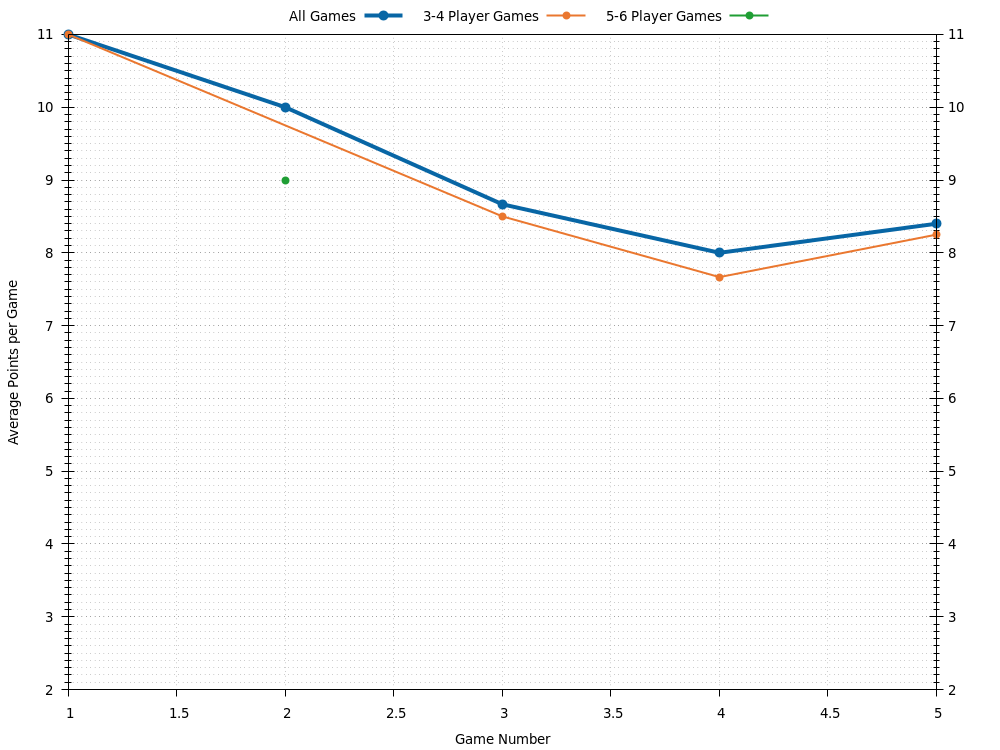 All Games 3-4 Player Games 5-6 Player Games
11 11
10 10
9 9
8 8
7 7
6 6
5 5
4 4
3 3
2 2
Average Points per Game
1 1.5 2 2.5 3 3.5 4 4.5 5
Game Number